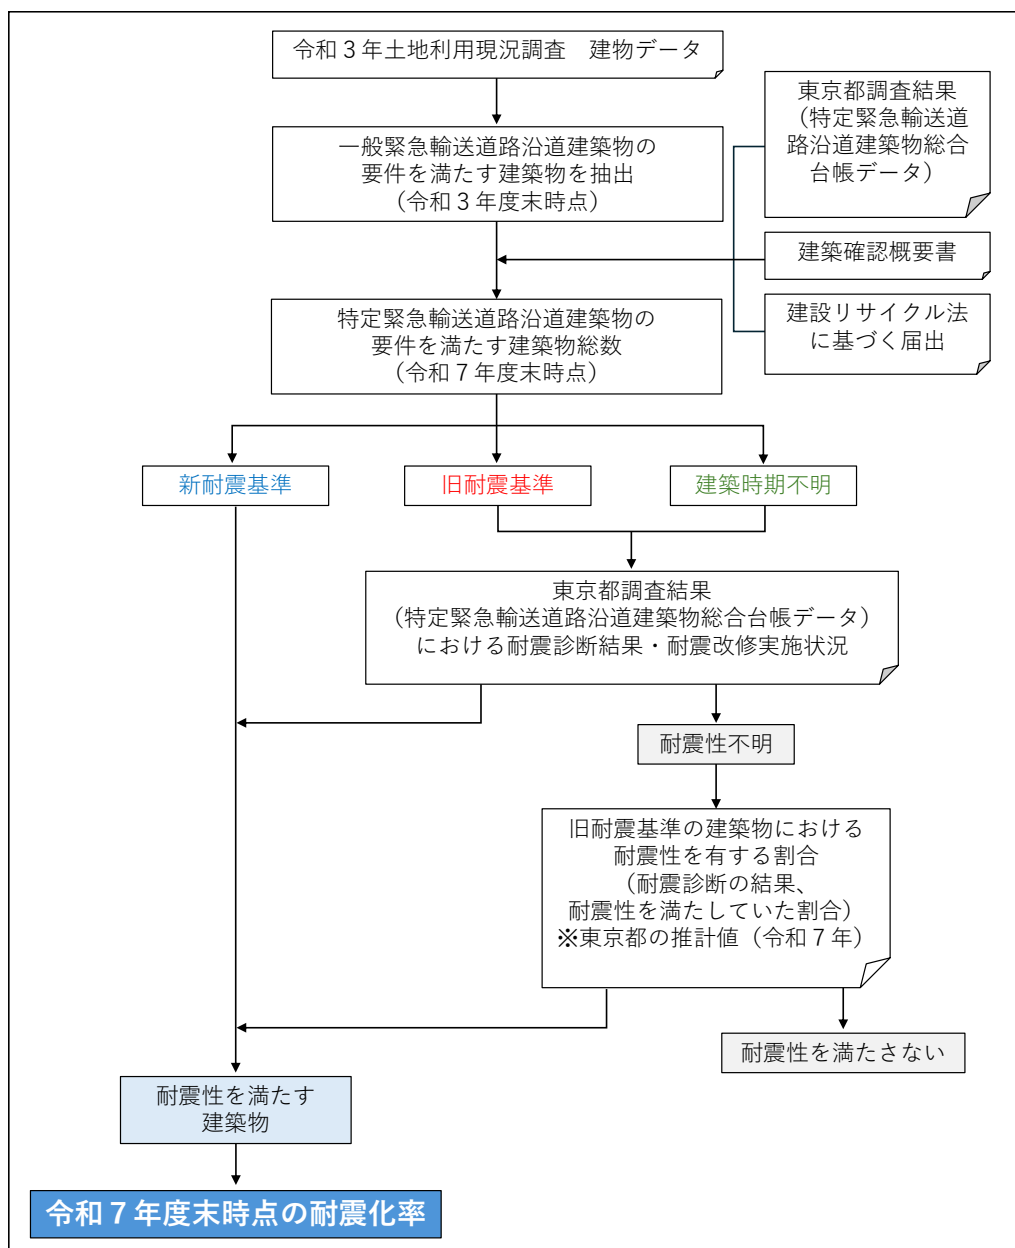 令和３年土地利用現況調査　建物データ
東京都調査結果
（特定緊急輸送道
路沿道建築物総合
台帳データ）
一般緊急輸送道路沿道建築物の
要件を満たす建築物を抽出
（令和３年度末時点）
建築確認概要書
建設リサイクル法
に基づく届出
特定緊急輸送道路沿道建築物の
要件を満たす建築物総数
（令和７年度末時点）
新耐震基準
旧耐震基準
建築時期不明
東京都調査結果
（特定緊急輸送道路沿道建築物総合台帳データ）
における耐震診断結果・耐震改修実施状況
耐震性不明
旧耐震基準の建築物における
耐震性を有する割合
（耐震診断の結果、
耐震性を満たしていた割合）
※東京都の推計値（令和７年）
耐震性を満たさない
耐震性を満たす
建築物
令和７年度末時点の耐震化率